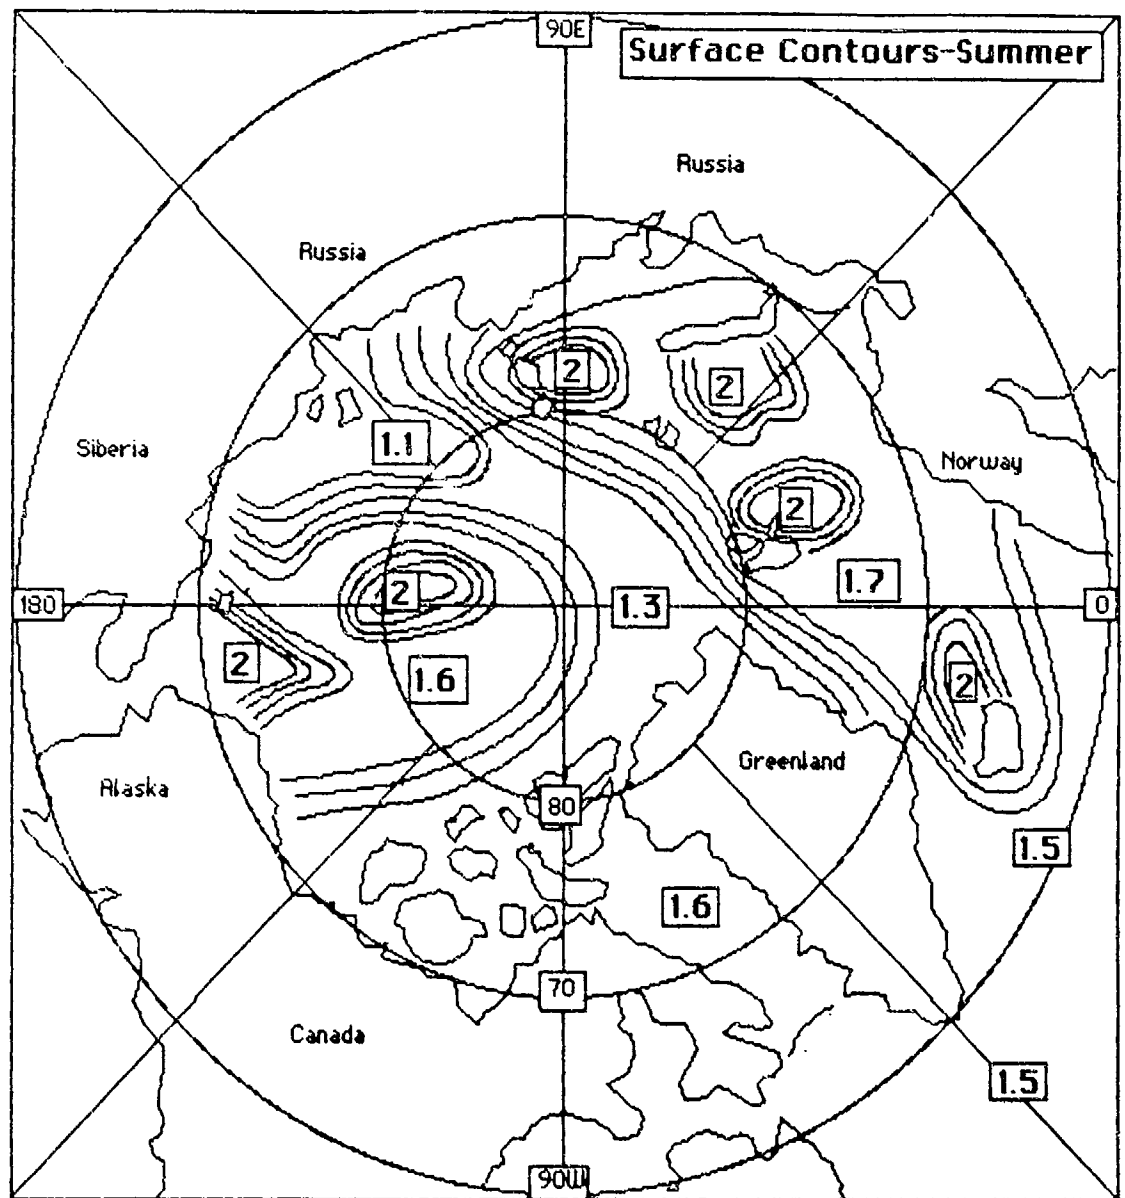 90E
Surface Contours-Summer
Russia
Russia
2
2
1.1
Siberia
Norway
2
1.7
180
2
1.3
0
2
1.6
2
Greenland
Alaska
80
1.5
1.6
70
Canada
1.5
90W